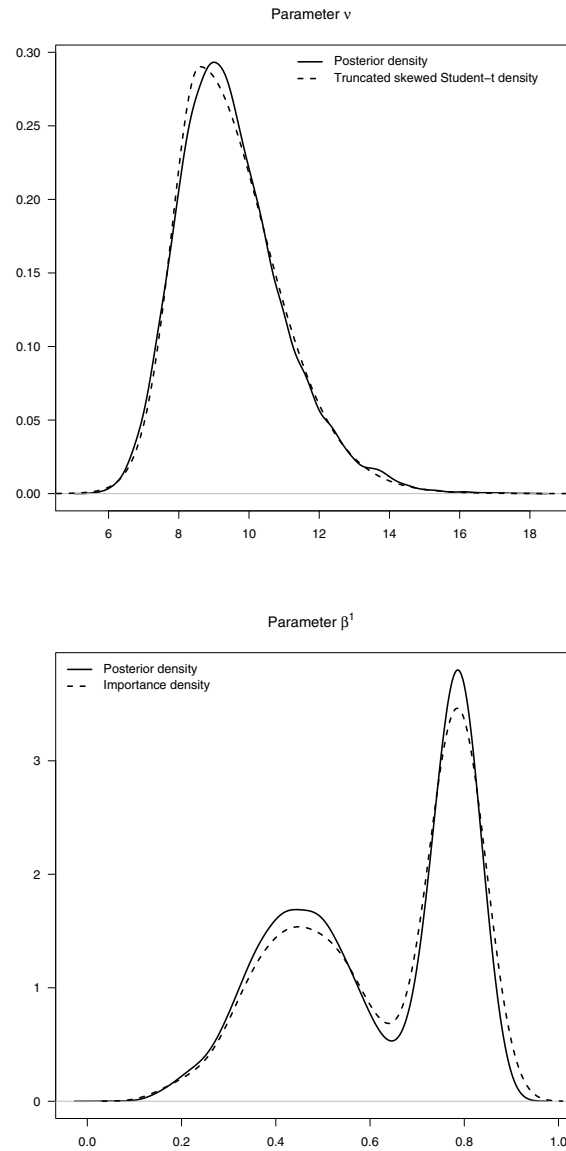 Parameter ν
Posterior density
Truncated skewed Student−t density
0.30
0.25
0.20
0.15
0.10
0.05
0.00
6 8 10 12 14 16 18
Parameter β¹
Posterior density
Importance density
3
2
1
0
0.0 0.2 0.4 0.6 0.8 1.0